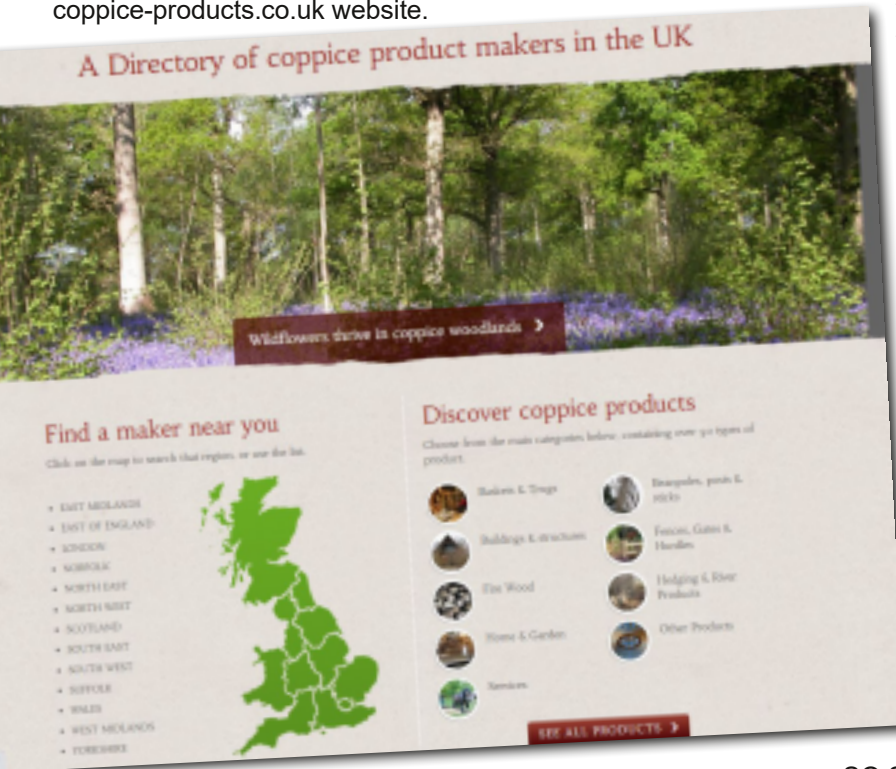 coppice-products.co.uk website.
A Directory of coppice product makers in the UK
Wildflowers thrive in coppice woodlands
Find a maker near you
Click on the map to search that region, or use the list.
EAST MIDLANDS
EAST OF ENGLAND
LONDON
NORFOLK
NORTH EAST
NORTH WEST
SCOTLAND
SOUTH EAST
SOUTH WEST
SUFFOLK
WALES
WEST MIDLANDS
YORKSHIRE
Discover coppice products
Choose from the main categories below, containing over types of
product.
Baskets & Trugs
Buildings & structures
Fire Wood
Home & Garden
Services
Beanpoles, posts &
sticks
Fences, Gates &
Hurdles
Hedging & River
Products
Other Products
SEE ALL PRODUCTS